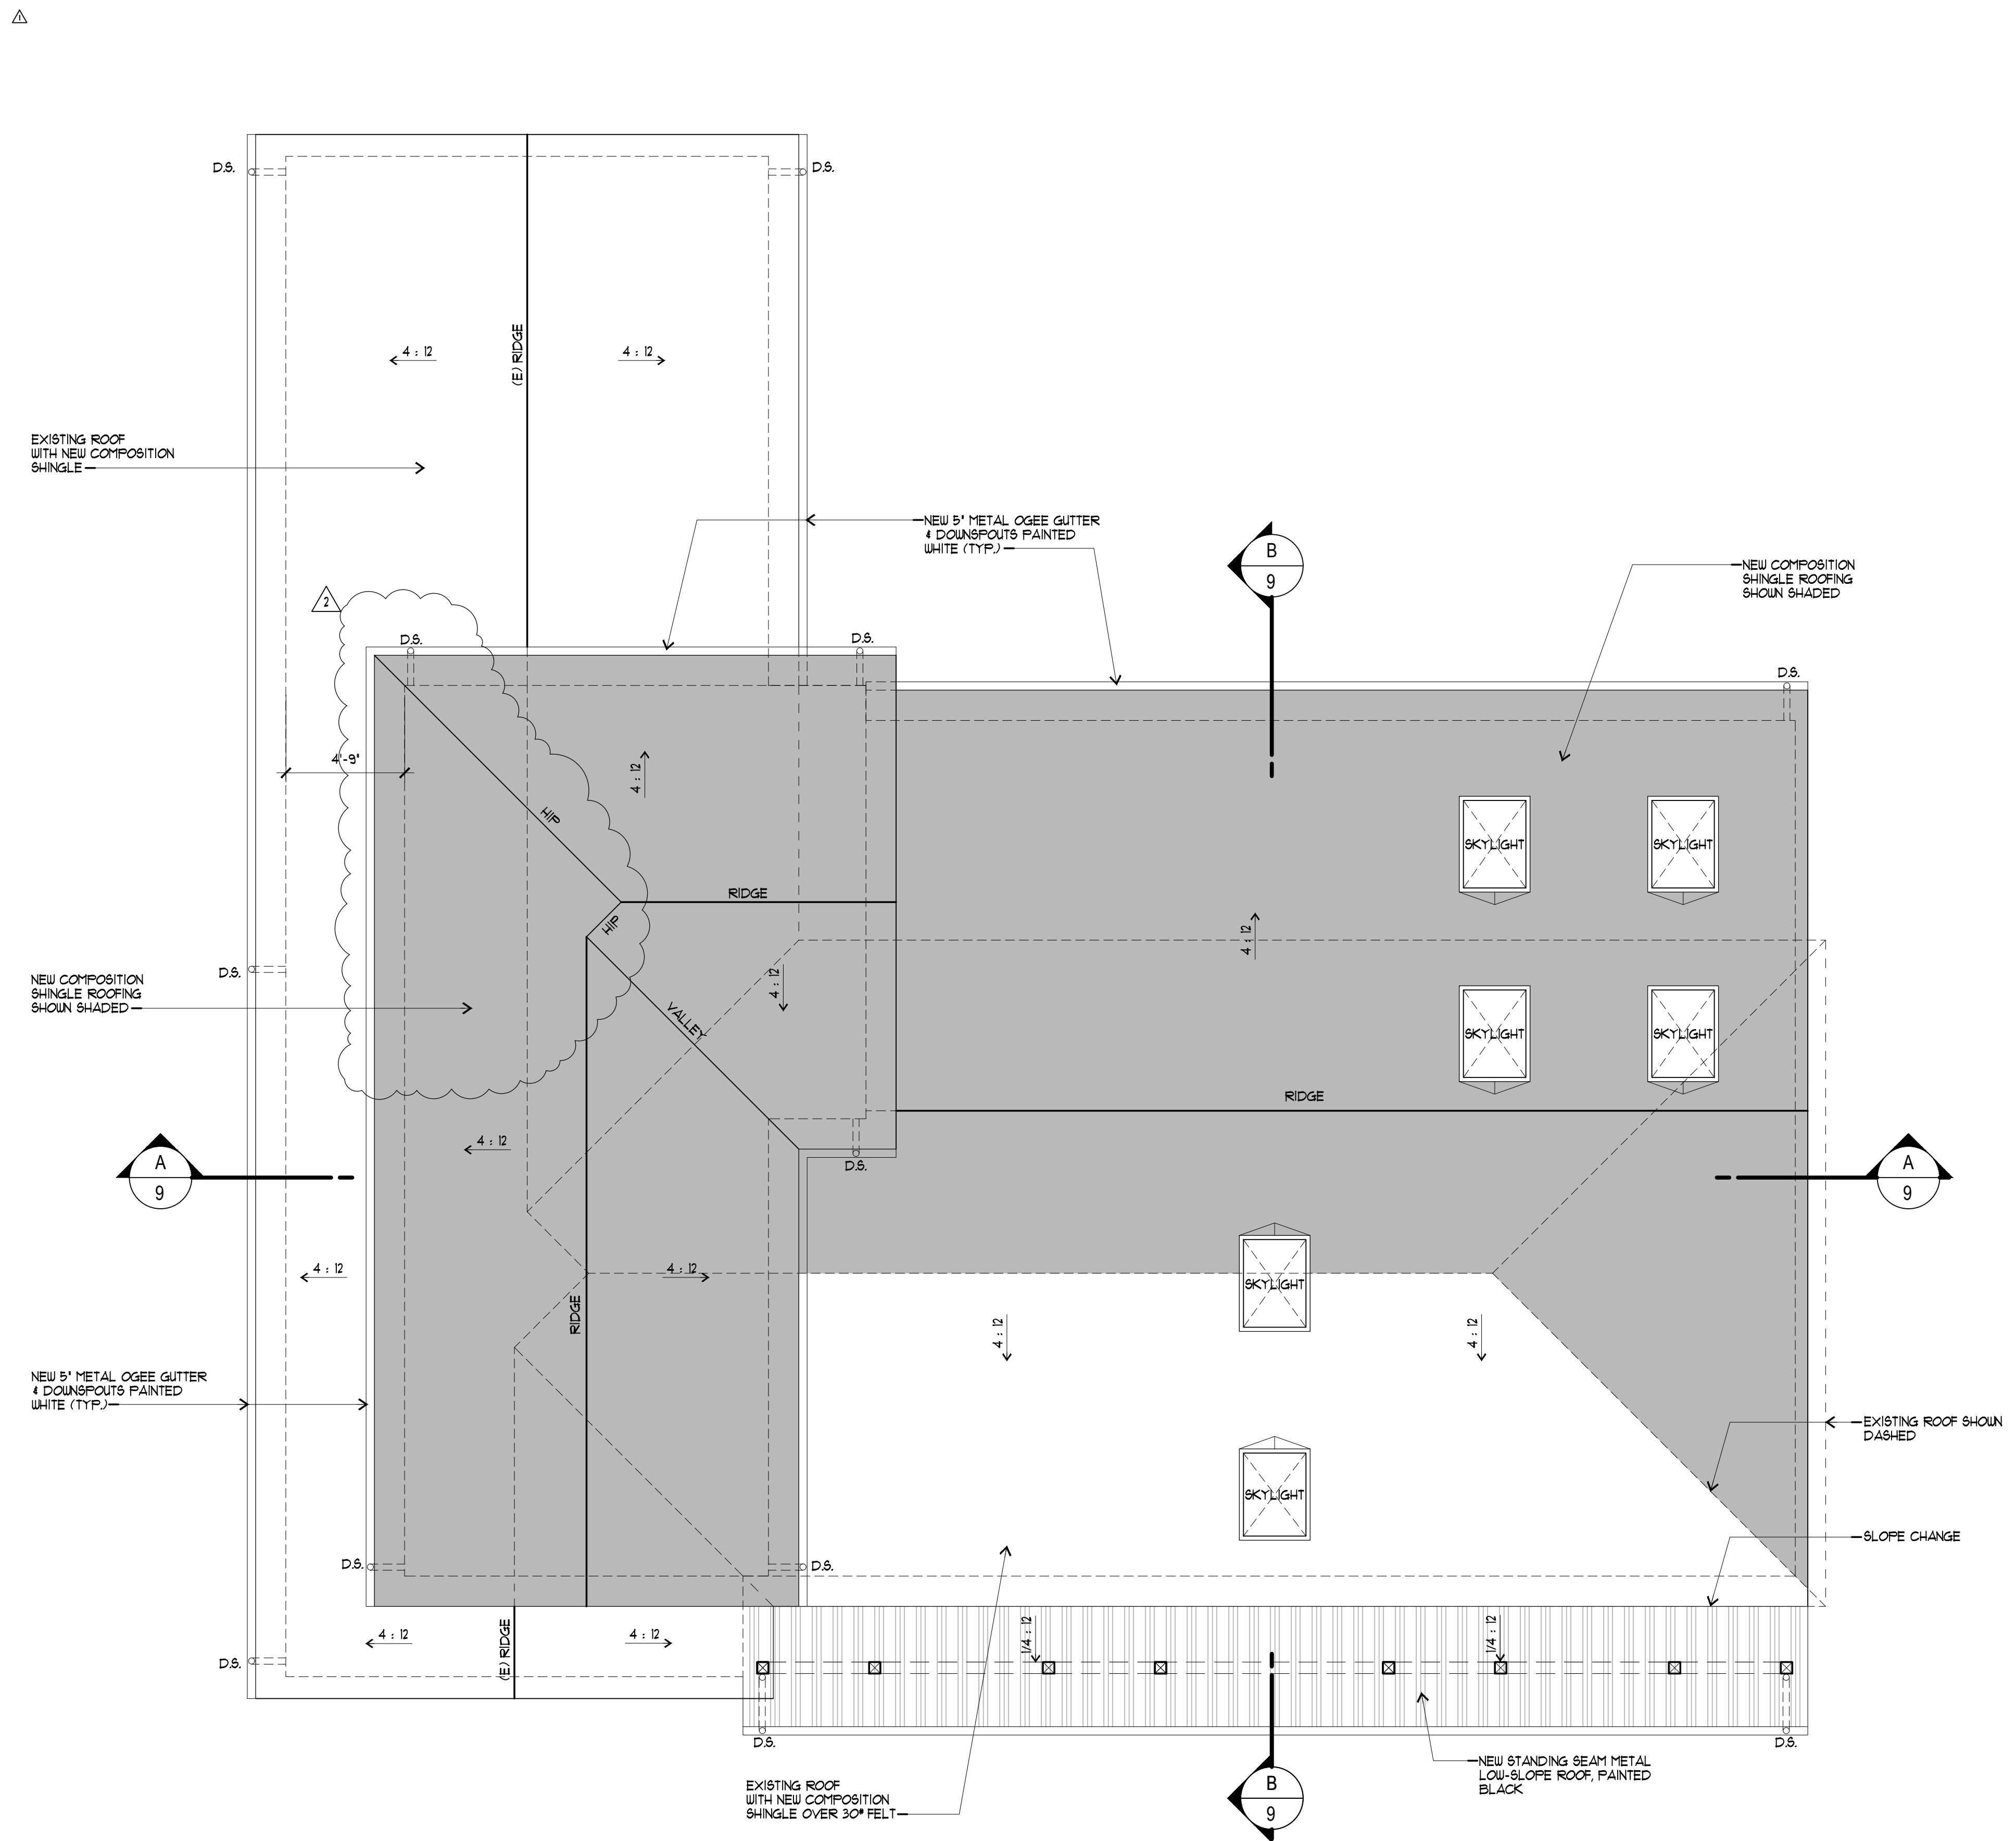 1
D.S.
D.S.
(E) RIDGE
4 : 12
4 : 12
EXISTING ROOF
WITH NEW COMPOSITION
SHINGLE
NEW 5" METAL OGEE GUTTER
& DOWNSPOUTS PAINTED
WHITE (TYP.)
B
9
NEW COMPOSITION
SHINGLE ROOFING
SHOWN SHADED
2
D.S.
D.S.
D.S.
4'-9"
4 : 12
HIP
SKYLIGHT
SKYLIGHT
RIDGE
HIP
4 : 12
4 : 12
D.S.
NEW COMPOSITION
SHINGLE ROOFING
SHOWN SHADED
VALLEY
SKYLIGHT
SKYLIGHT
RIDGE
4 : 12
D.S.
A
9
A
9
4 : 12
4 : 12
RIDGE
SKYLIGHT
4 : 12
4 : 12
NEW 5" METAL OGEE GUTTER
& DOWNSPOUTS PAINTED
WHITE (TYP.)
EXISTING ROOF SHOWN
DASHED
SKYLIGHT
SLOPE CHANGE
D.S.
D.S.
4 : 12
(E) RIDGE
4 : 12
1/4 : 12
1/4 : 12
D.S.
D.S.
D.S.
NEW STANDING SEAM METAL
LOW-SLOPE ROOF, PAINTED
BLACK
EXISTING ROOF
WITH NEW COMPOSITION
SHINGLE OVER 30# FELT
B
9